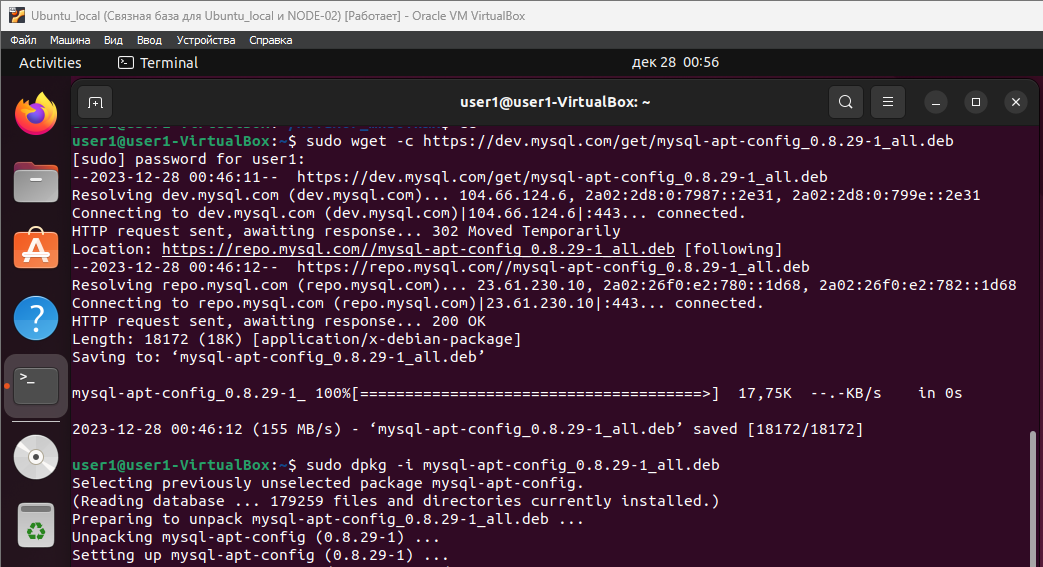 Ubuntu_local (Связная база для Ubuntu_local и NODE-02) [Работает] - Oracle VM VirtualBox
Файл Машина Вид Ввод Устройства Справка
Activities Terminal дек 28 00:56
user1@user1-VirtualBox: ~
user1@user1-VirtualBox:~$ sudo wget -c https://dev.mysql.com/get/mysql-apt-config_0.8.29-1_all.deb
[sudo] password for user1:
--2023-12-28 00:46:11-- https://dev.mysql.com/get/mysql-apt-config_0.8.29-1_all.deb
Resolving dev.mysql.com (dev.mysql.com)... 104.66.124.6, 2a02:2d8:0:7987::2e31, 2a02:2d8:0:799e::2e31
Connecting to dev.mysql.com (dev.mysql.com)|104.66.124.6|:443... connected.
HTTP request sent, awaiting response... 302 Moved Temporarily
Location: https://repo.mysql.com//mysql-apt-config_0.8.29-1_all.deb [following]
--2023-12-28 00:46:12-- https://repo.mysql.com//mysql-apt-config_0.8.29-1_all.deb
Resolving repo.mysql.com (repo.mysql.com)... 23.61.230.10, 2a02:26f0:e2:780::1d68, 2a02:26f0:e2:782::1d68
Connecting to repo.mysql.com (repo.mysql.com)|23.61.230.10|:443... connected.
HTTP request sent, awaiting response... 200 OK
Length: 18172 (18K) [application/x-debian-package]
Saving to: ‘mysql-apt-config_0.8.29-1_all.deb’
mysql-apt-config_0.8.29-1_ 100%[======================================>] 17,75K --.-KB/s in 0s
2023-12-28 00:46:12 (155 MB/s) - ‘mysql-apt-config_0.8.29-1_all.deb’ saved [18172/18172]
user1@user1-VirtualBox:~$ sudo dpkg -i mysql-apt-config_0.8.29-1_all.deb
Selecting previously unselected package mysql-apt-config.
(Reading database ... 179259 files and directories currently installed.)
Preparing to unpack mysql-apt-config_0.8.29-1_all.deb ...
Unpacking mysql-apt-config (0.8.29-1) ...
Setting up mysql-apt-config (0.8.29-1) ...